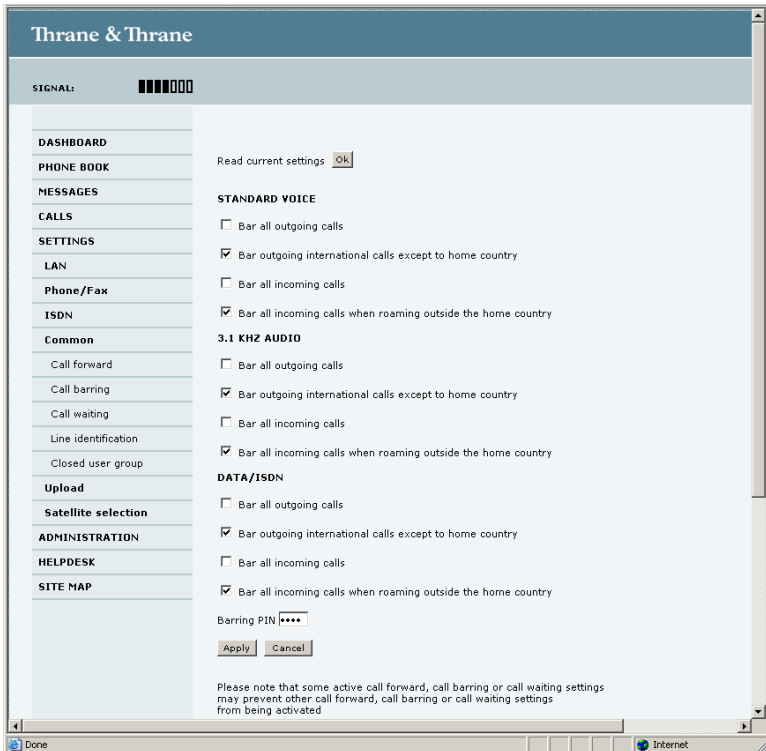 Thrane & Thrane
SIGNAL:
DASHBOARD
PHONE BOOK
MESSAGES
CALLS
SETTINGS
LAN
Phone/Fax
ISDN
Common
Call forward
Call barring
Call waiting
Line identification
Closed user group
Upload
Satellite selection
ADMINISTRATION
HELPDESK
SITE MAP
Read current settings Ok
STANDARD VOICE
Bar all outgoing calls
Bar outgoing international calls except to home country
Bar all incoming calls
Bar all incoming calls when roaming outside the home country
3.1 KHZ AUDIO
Bar all outgoing calls
Bar outgoing international calls except to home country
Bar all incoming calls
Bar all incoming calls when roaming outside the home country
DATA/ISDN
Bar all outgoing calls
Bar outgoing international calls except to home country
Bar all incoming calls
Bar all incoming calls when roaming outside the home country
Barring PIN ••••
Apply Cancel
Please note that some active call forward, call barring or call waiting settings
may prevent other call forward, call barring or call waiting settings
from being activated
Done Internet